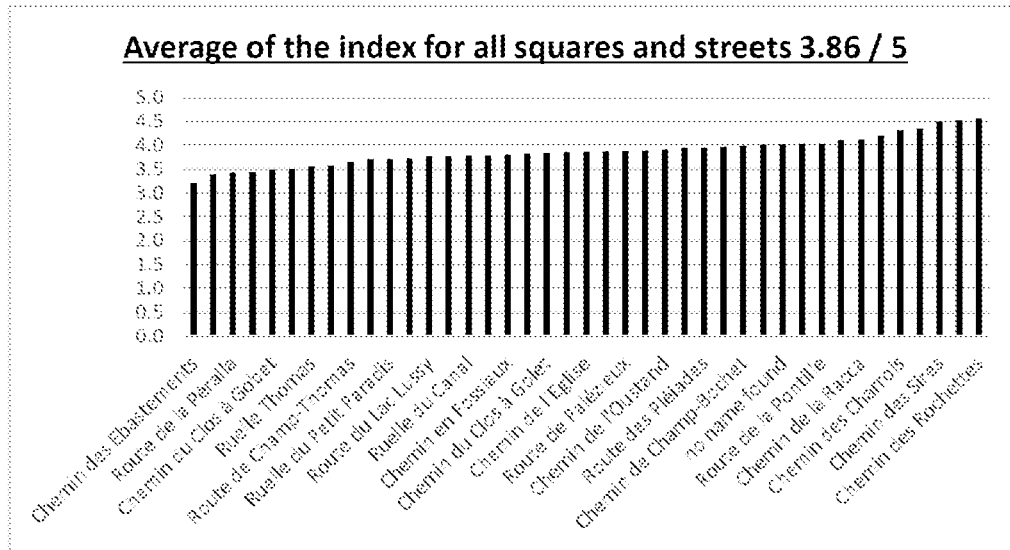 Average of the index for all squares and streets 3.86 / 5
5.0
4.5
4.0
3.5
3.0
2.5
2.0
1.5
1.0
0.5
0.0
Chemin des Ebastements
Route de la Péralla
Chemin du Clos à Gobet
Ruelle Thomas
Route de Champ-Thomas
Ruelle du Petit Paradis
Route du Lac Lussy
Ruelle du Canal
Chemin en Fossiaux
Chemin du Clos à Goles
Chemin de l'Eglise
Route de Palézieux
Chemin de l'Oustand
Route des Pléiades
Chemin de Champ-Bochet
no name found
Route de la Pontille
Chemin de la Racca
Chemin des Charrois
Chemin des Sires
Chemin des Rochettes